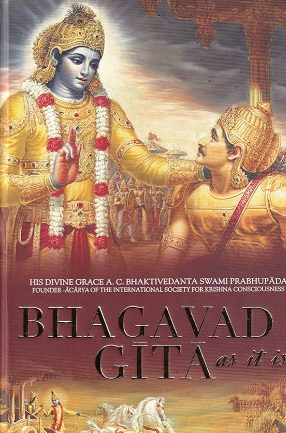 HIS DIVINE GRACE A. C. BHAKTIVEDANTA SWAMI PRABHUPĀDA
FOUNDER-ĀCĀRYA OF THE INTERNATIONAL SOCIETY FOR KRISHNA CONSCIOUSNESS
BHAGAVAD
GĪTĀ as it is